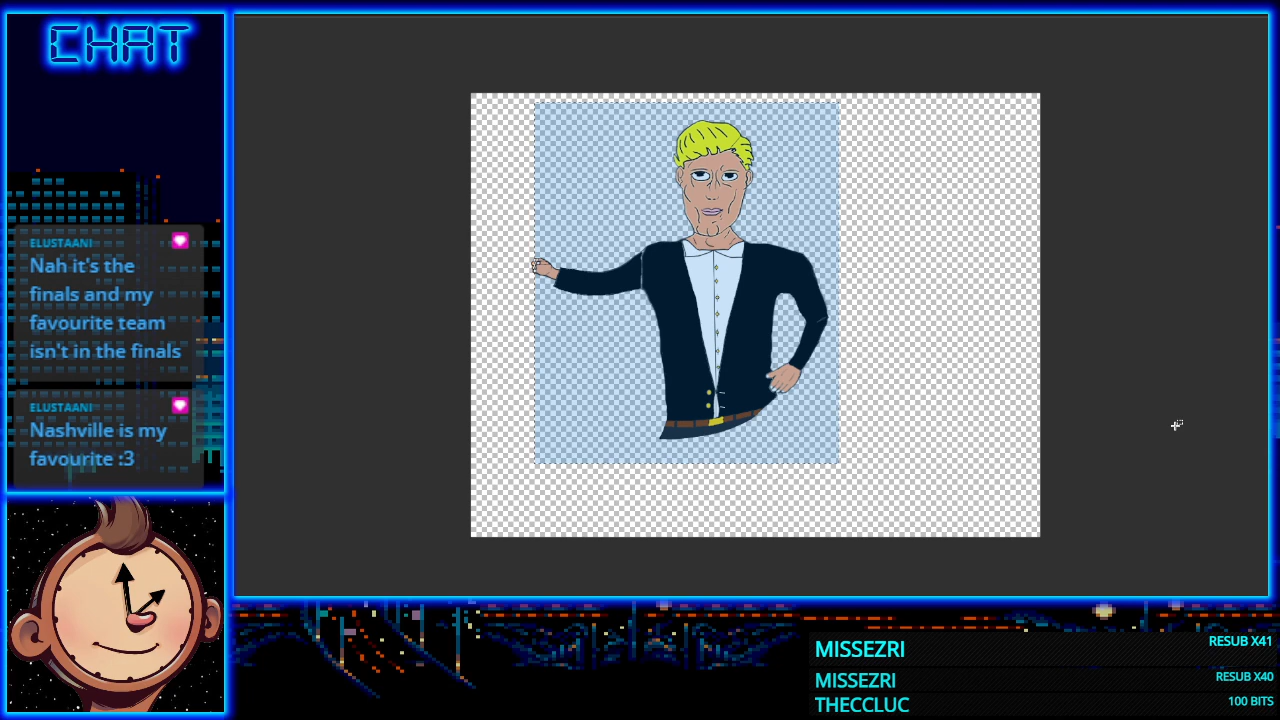 CHAT
ELUSTAANI
Nah it's the
finals and my
favourite team
isn't in the finals
ELUSTAANI
Nashville is my
favourite :3
MISSEZRI RESUB X41
MISSEZRI RESUB X40
THECCLUC 100 BITS